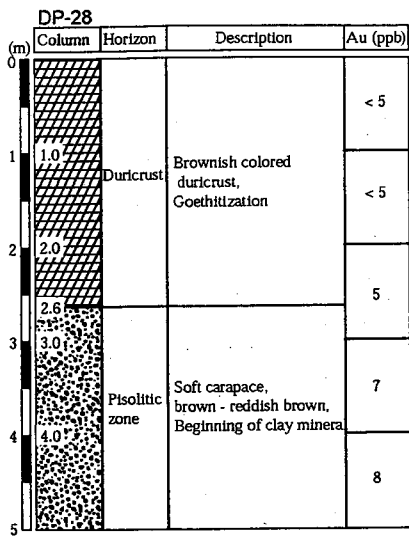 DP-28
(m) Column Horizon Description Au (ppb)
0
< 5
1
1.0
Duricrust
Brownish colored
duricrust,
Goethitization
< 5
2
2.0
5
2.6
3
3.0
7
Pisolitic
zone
Soft carapace,
brown - reddish brown,
Beginning of clay minera
4
4.0
8
5